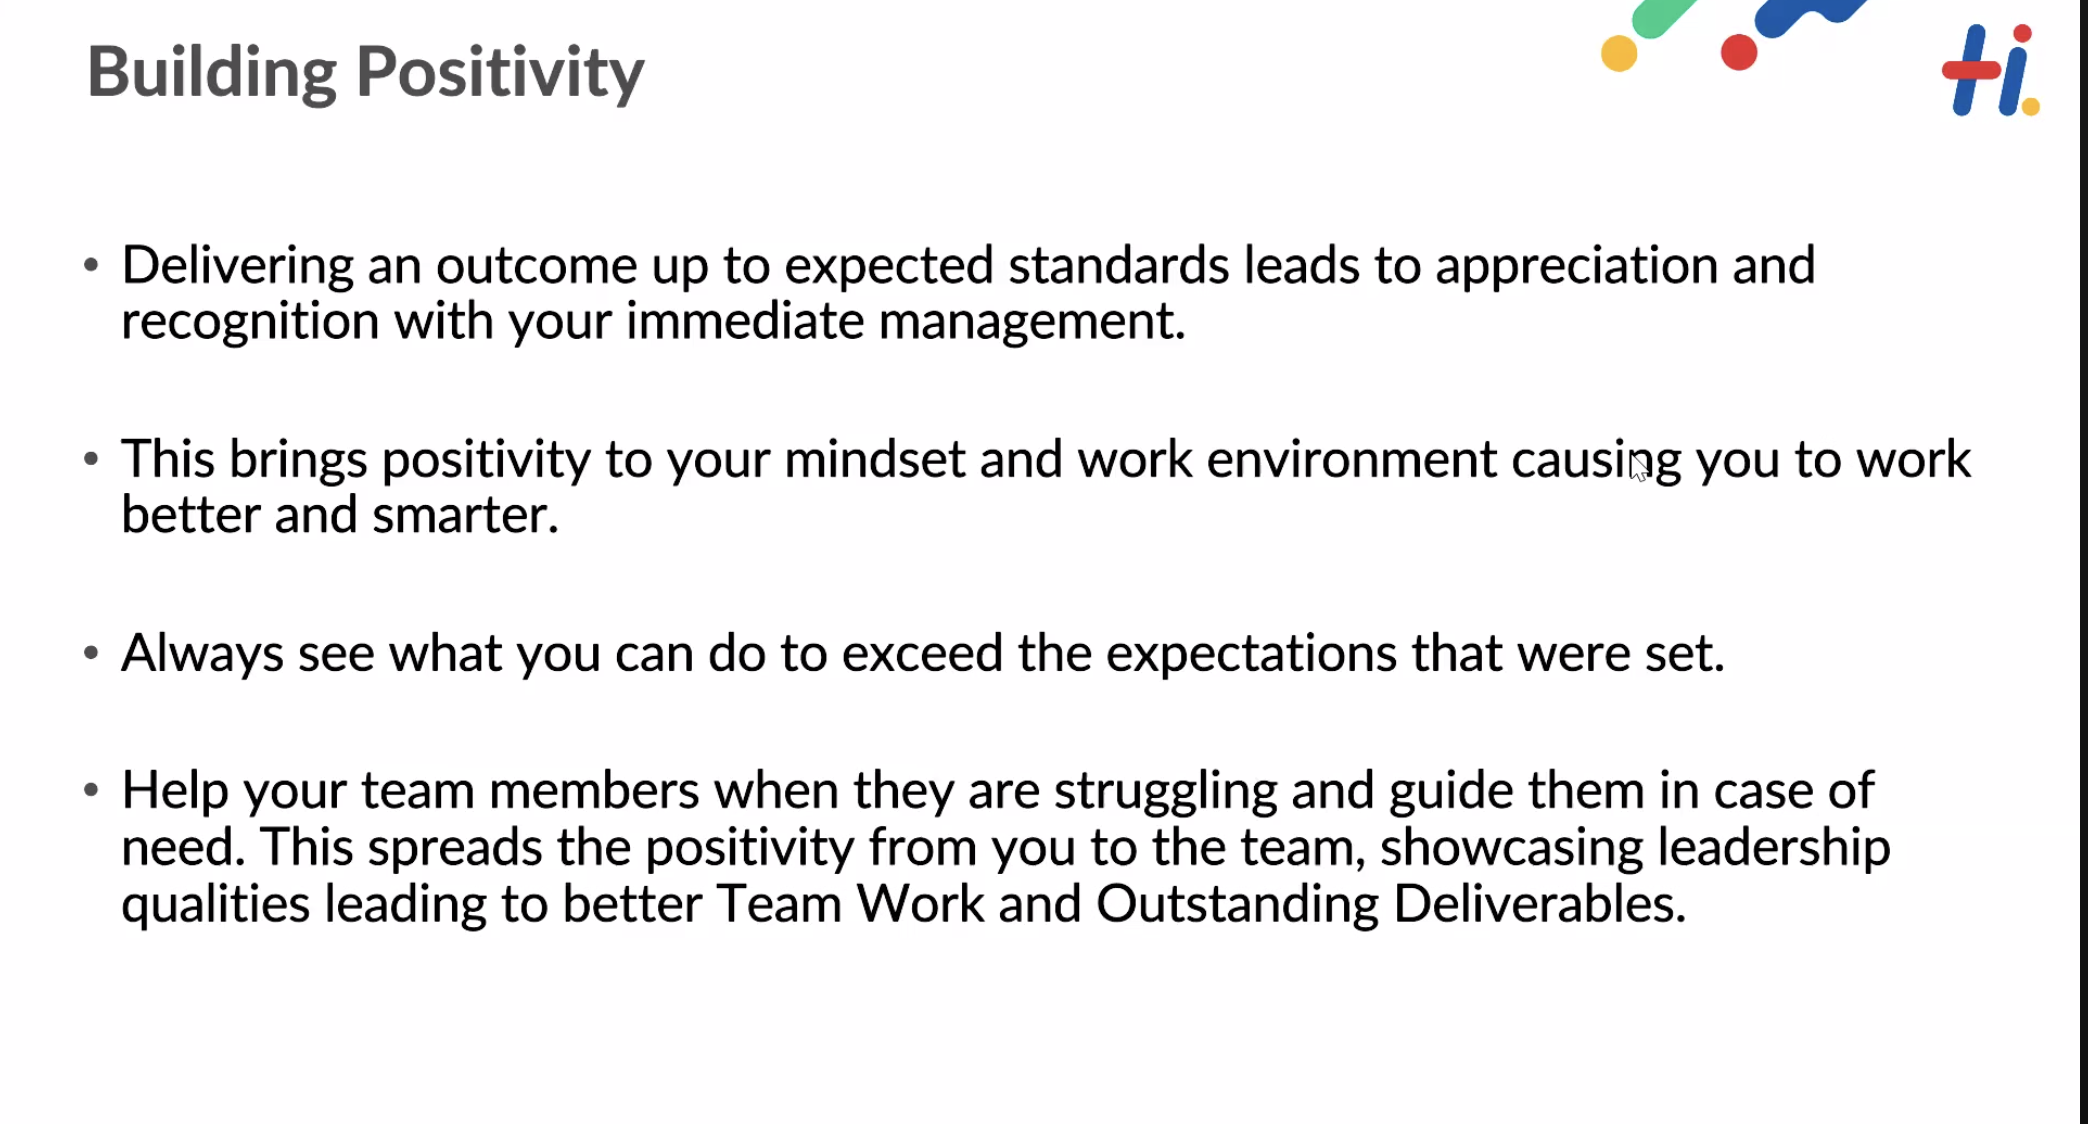 Building Positivity
Hi.
• Delivering an outcome up to expected standards leads to appreciation and
recognition with your immediate management.
• This brings positivity to your mindset and work environment causing you to work
better and smarter.
• Always see what you can do to exceed the expectations that were set.
• Help your team members when they are struggling and guide them in case of
need. This spreads the positivity from you to the team, showcasing leadership
qualities leading to better Team Work and Outstanding Deliverables.